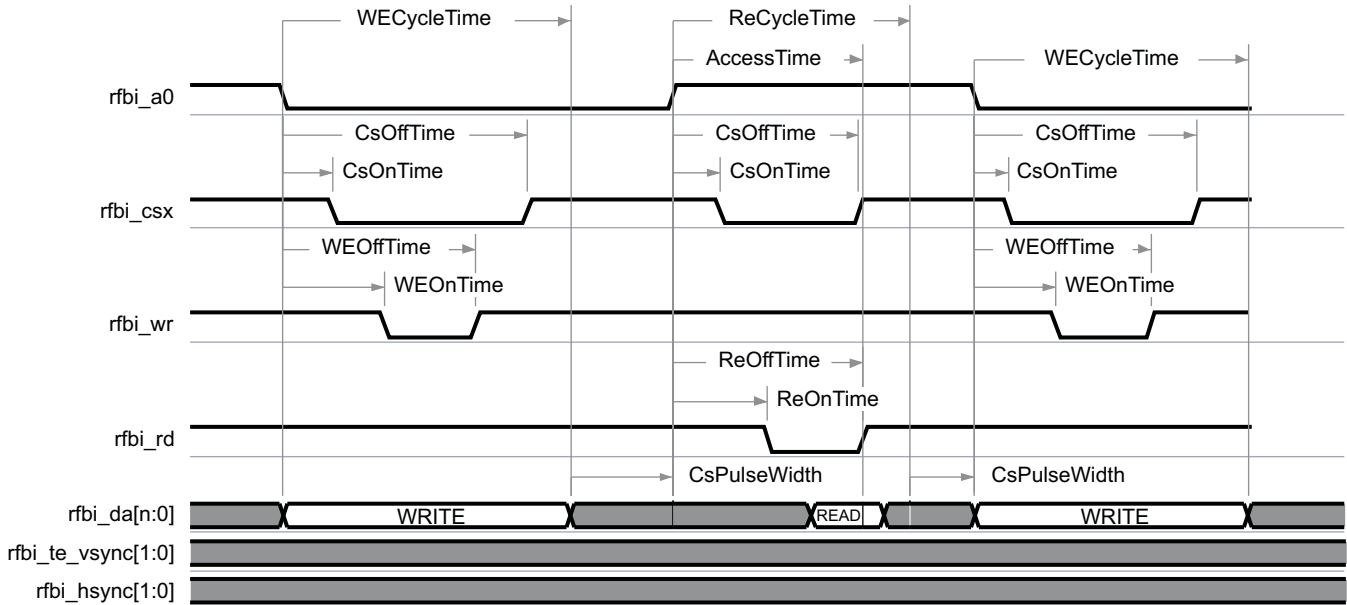 WECycleTime ReCycleTime
AccessTime WECycleTime
rfbi_a0
CsOffTime CsOffTime CsOffTime
CsOnTime CsOnTime CsOnTime
rfbi_csx
WEOffTime WEOffTime
WEOnTime WEOnTime
rfbi_wr
ReOffTime
ReOnTime
rfbi_rd
CsPulseWidth CsPulseWidth
rfbi_da[n:0] WRITE READ WRITE
rfbi_te_vsync[1:0]
rfbi_hsync[1:0]